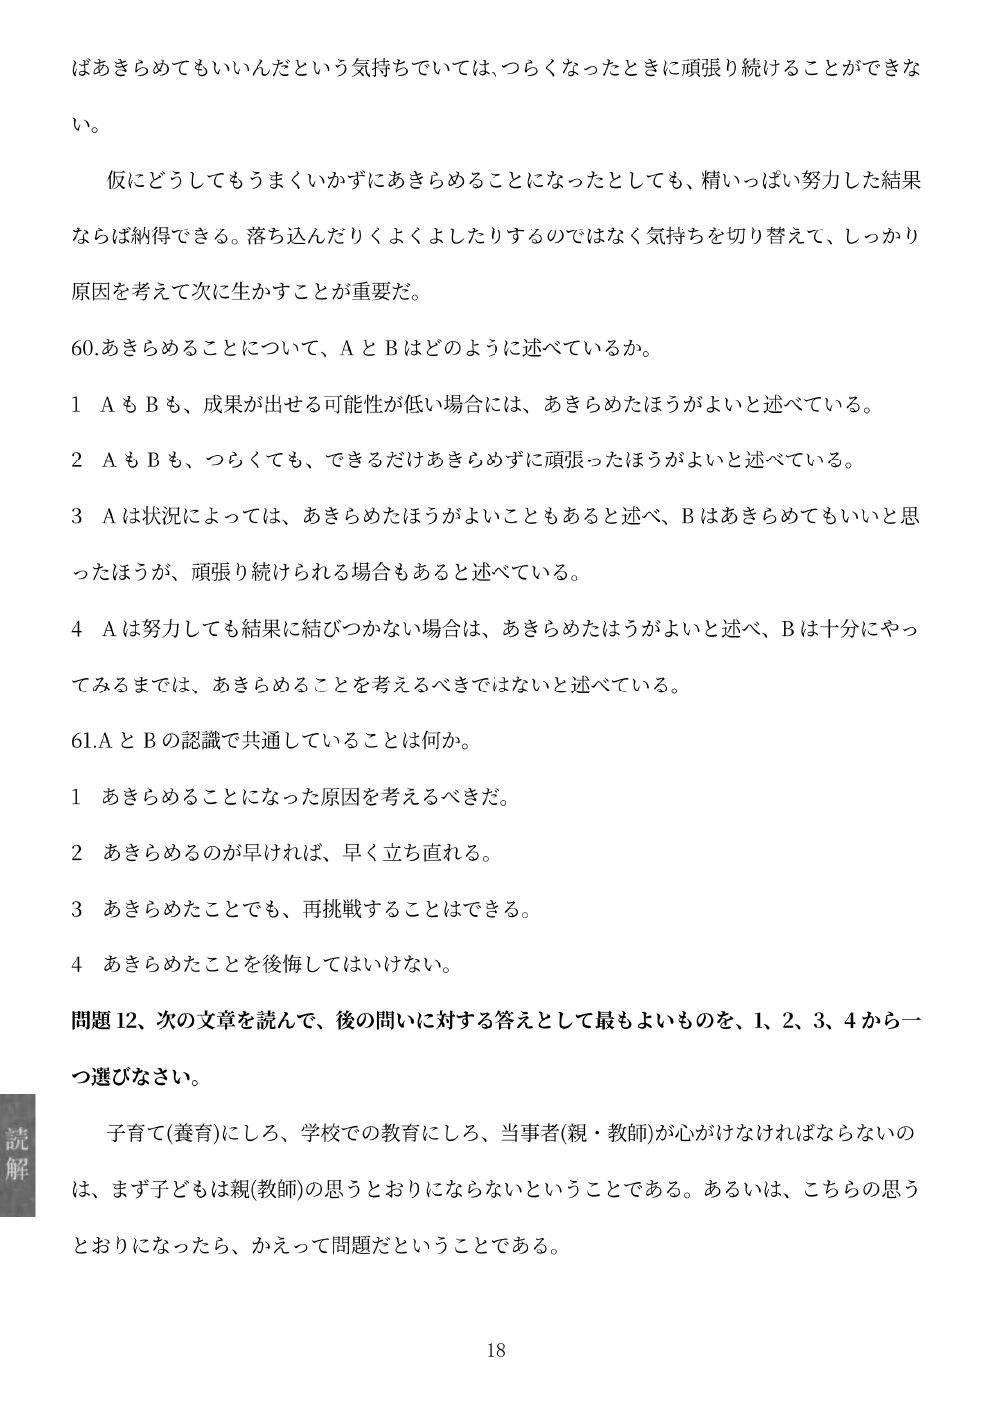 ばあきらめてもいいんだという気持ちでいては、つらくなったときに頑張り続けることができな
い。
仮にどうしてもうまくいかずにあきらめることになったとしても、精いっぱい努力した結果
ならば納得できる。落ち込んだりくよくよしたりするのではなく気持ちを切り替えて、しっかり
原因を考えて次に生かすことが重要だ。
60.あきらめることについて、A と B はどのように述べているか。
1 A も B も、成果が出せる可能性が低い場合には、あきらめたほうがよいと述べている。
2 A も B も、つらくても、できるだけあきらめずに頑張ったほうがよいと述べている。
3 A は状況によっては、あきらめたほうがよいこともあると述べ、B はあきらめてもいいと思
ったほうが、頑張り続けられる場合もあると述べている。
4 A は努力しても結果に結びつかない場合は、あきらめたはうがよいと述べ、B は十分にやっ
てみるまでは、あきらめることを考えるべきではないと述べている。
61.A と B の認識で共通していることは何か。
1 あきらめることになった原因を考えるべきだ。
2 あきらめるのが早ければ、早く立ち直れる。
3 あきらめたことでも、再挑戦することはできる。
4 あきらめたことを後悔してはいけない。
問題 12、次の文章を読んで、後の問いに対する答えとして最もよいものを、1、2、3、4 から一
つ選びなさい。
子育て(養育)にしろ、学校での教育にしろ、当事者(親・教師)が心がけなければならないの
は、まず子どもは親(教師)の思うとおりにならないということである。あるいは、こちらの思う
とおりになったら、かえって問題だということである。
読解
18